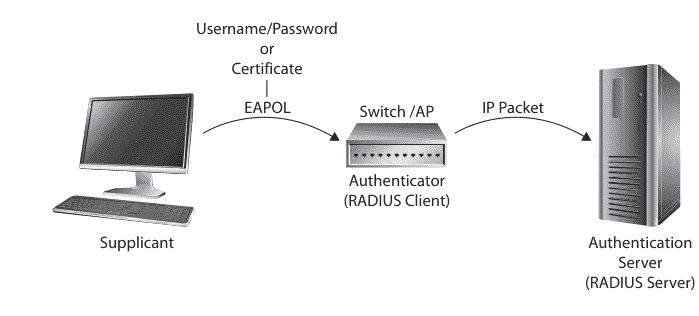 Username/Password
or
Certificate
EAPOL
Switch /AP
IP Packet
Authenticator
(RADIUS Client)
Supplicant
Authentication
Server
(RADIUS Server)